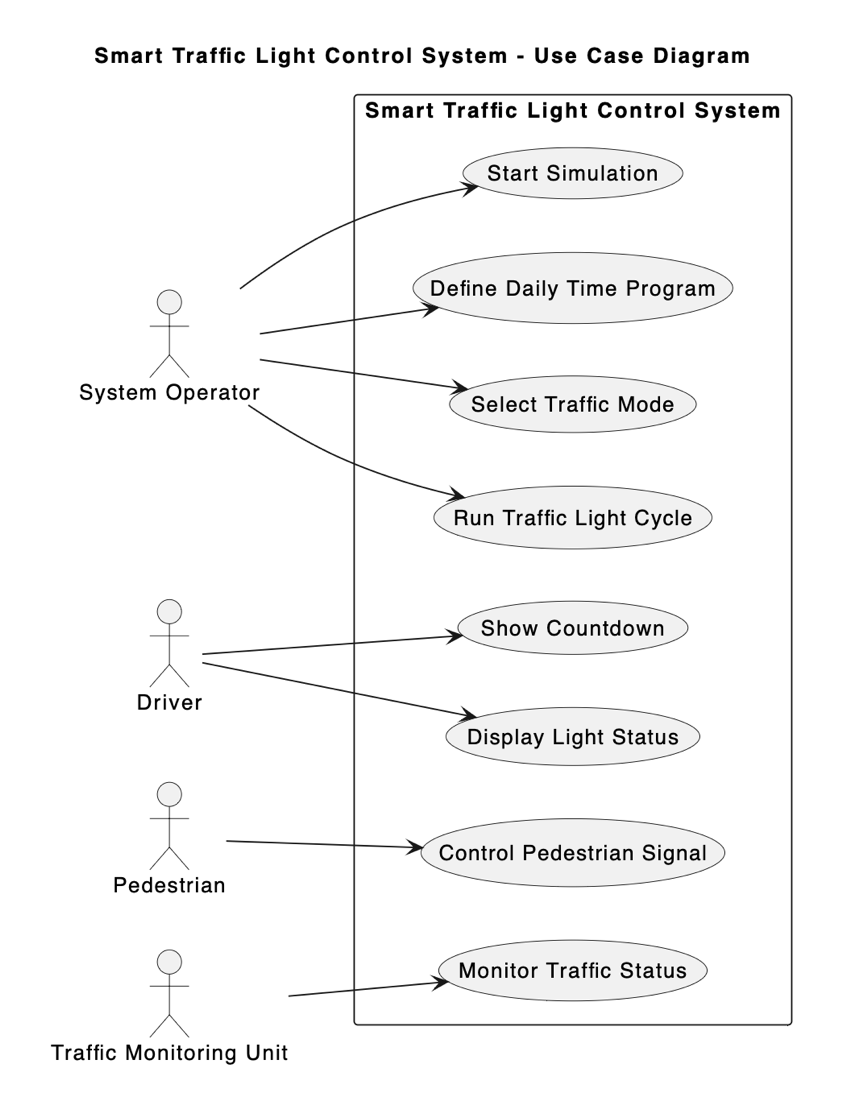 Smart Traffic Light Control System - Use Case Diagram
Smart Traffic Light Control System
Start Simulation
Define Daily Time Program
System Operator
Select Traffic Mode
Run Traffic Light Cycle
Show Countdown
Driver
Display Light Status
Control Pedestrian Signal
Pedestrian
Monitor Traffic Status
Traffic Monitoring Unit